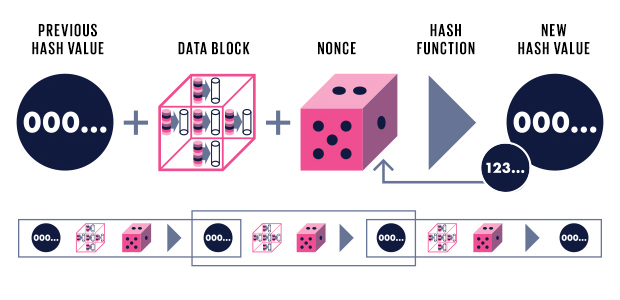 PREVIOUS
HASH VALUE
DATA BLOCK
NONCE
HASH
FUNCTION
NEW
HASH VALUE
000...
000...
123...
000...
000...
000...
000...